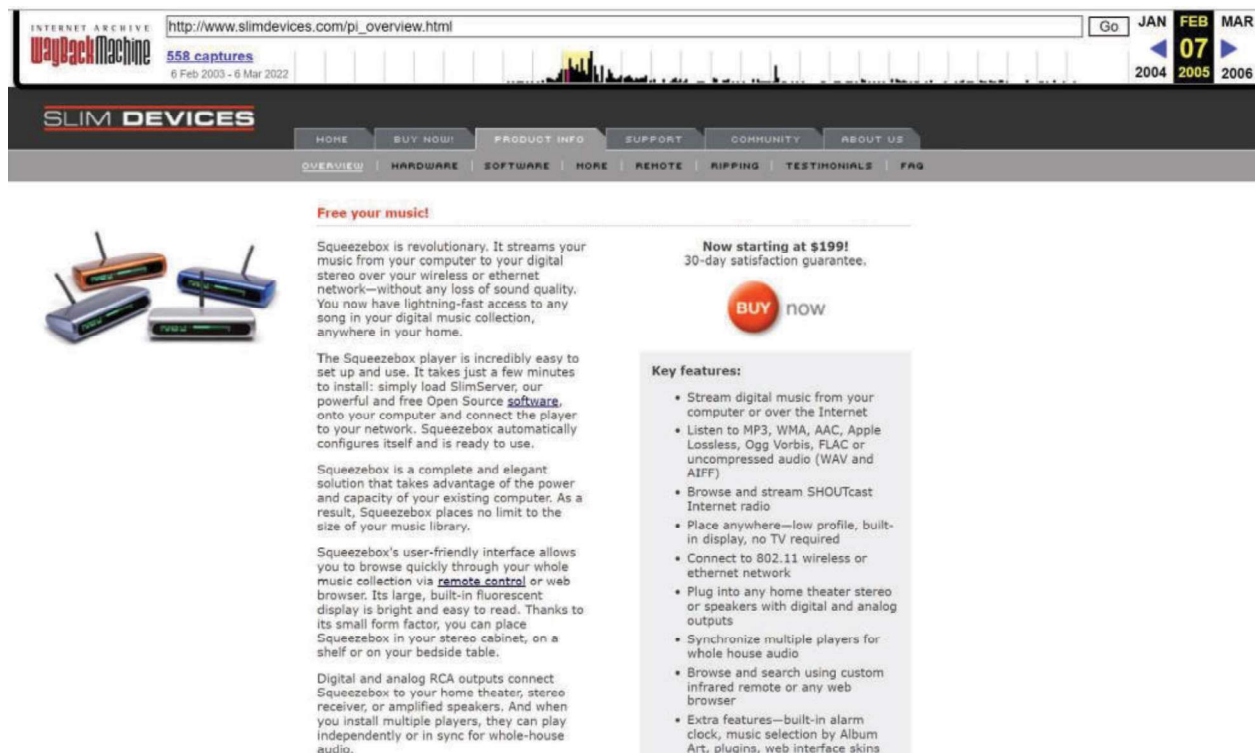 INTERNET ARCHIVE
WayBackMachine
http://www.slimdevices.com/pi_overview.html
Go
JAN FEB MAR
558 captures
07
6 Feb 2003 - 6 Mar 2022
2004 2005 2006
SLIM DEVICES
HOME BUY NOW! PRODUCT INFO SUPPORT COMMUNITY ABOUT US
OVERVIEW | HARDWARE | SOFTWARE | MORE | REMOTE | RIPPING | TESTIMONIALS | FAQ
Free your music!
Squeezebox is revolutionary. It streams your
music from your computer to your digital
stereo over your wireless or ethernet
network—without any loss of sound quality.
You now have lightning-fast access to any
song in your digital music collection,
anywhere in your home.
The Squeezebox player is incredibly easy to
set up and use. It takes just a few minutes
to install: simply load SlimServer, our
powerful and free Open Source software,
onto your computer and connect the player
to your network. Squeezebox automatically
configures itself and is ready to use.
Squeezebox is a complete and elegant
solution that takes advantage of the power
and capacity of your existing computer. As a
result, Squeezebox places no limit to the
size of your music library.
Squeezebox's user-friendly interface allows
you to browse quickly through your whole
music collection via remote control or web
browser. Its large, built-in fluorescent
display is bright and easy to read. Thanks to
its small form factor, you can place
Squeezebox in your stereo cabinet, on a
shelf or on your bedside table.
Digital and analog RCA outputs connect
Squeezebox to your home theater, stereo
receiver, or amplified speakers. And when
you install multiple players, they can play
independently or in sync for whole-house
audio.
Now starting at $199!
30-day satisfaction guarantee.
BUY now
Key features:
• Stream digital music from your
computer or over the Internet
• Listen to MP3, WMA, AAC, Apple
Lossless, Ogg Vorbis, FLAC or
uncompressed audio (WAV and
AIFF)
• Browse and stream SHOUTcast
Internet radio
• Place anywhere—low profile, built-
in display, no TV required
• Connect to 802.11 wireless or
ethernet network
• Plug into any home theater stereo
or speakers with digital and analog
outputs
• Synchronize multiple players for
whole house audio
• Browse and search using custom
infrared remote or any web
browser
• Extra features—built-in alarm
clock, music selection by Album
Art, plugins, web interface skins